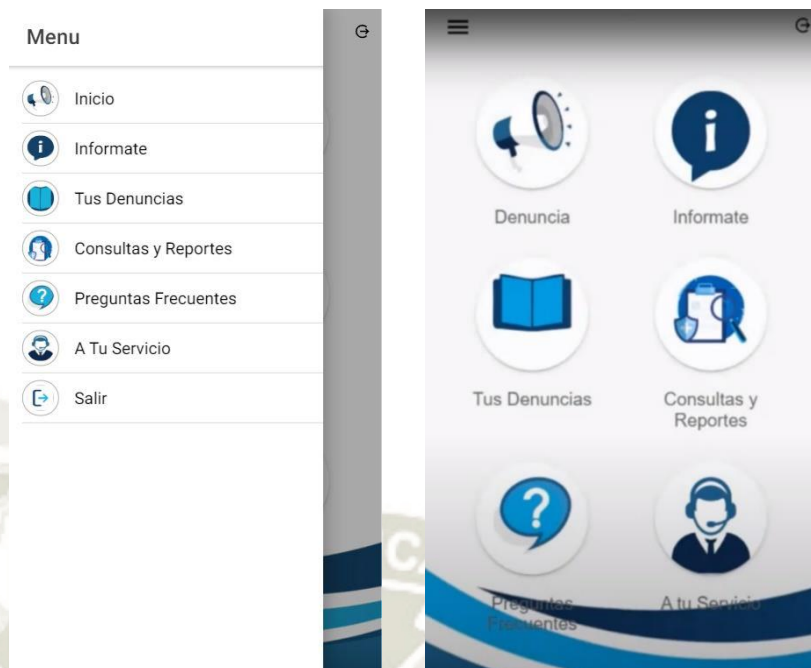 Menu
Inicio
Informate
Tus Denuncias
Consultas y Reportes
Preguntas Frecuentes
A Tu Servicio
Salir
Denuncia
Informate
Tus Denuncias
Consultas y
Reportes
Preguntas
Frecuentes
A tu Servicio